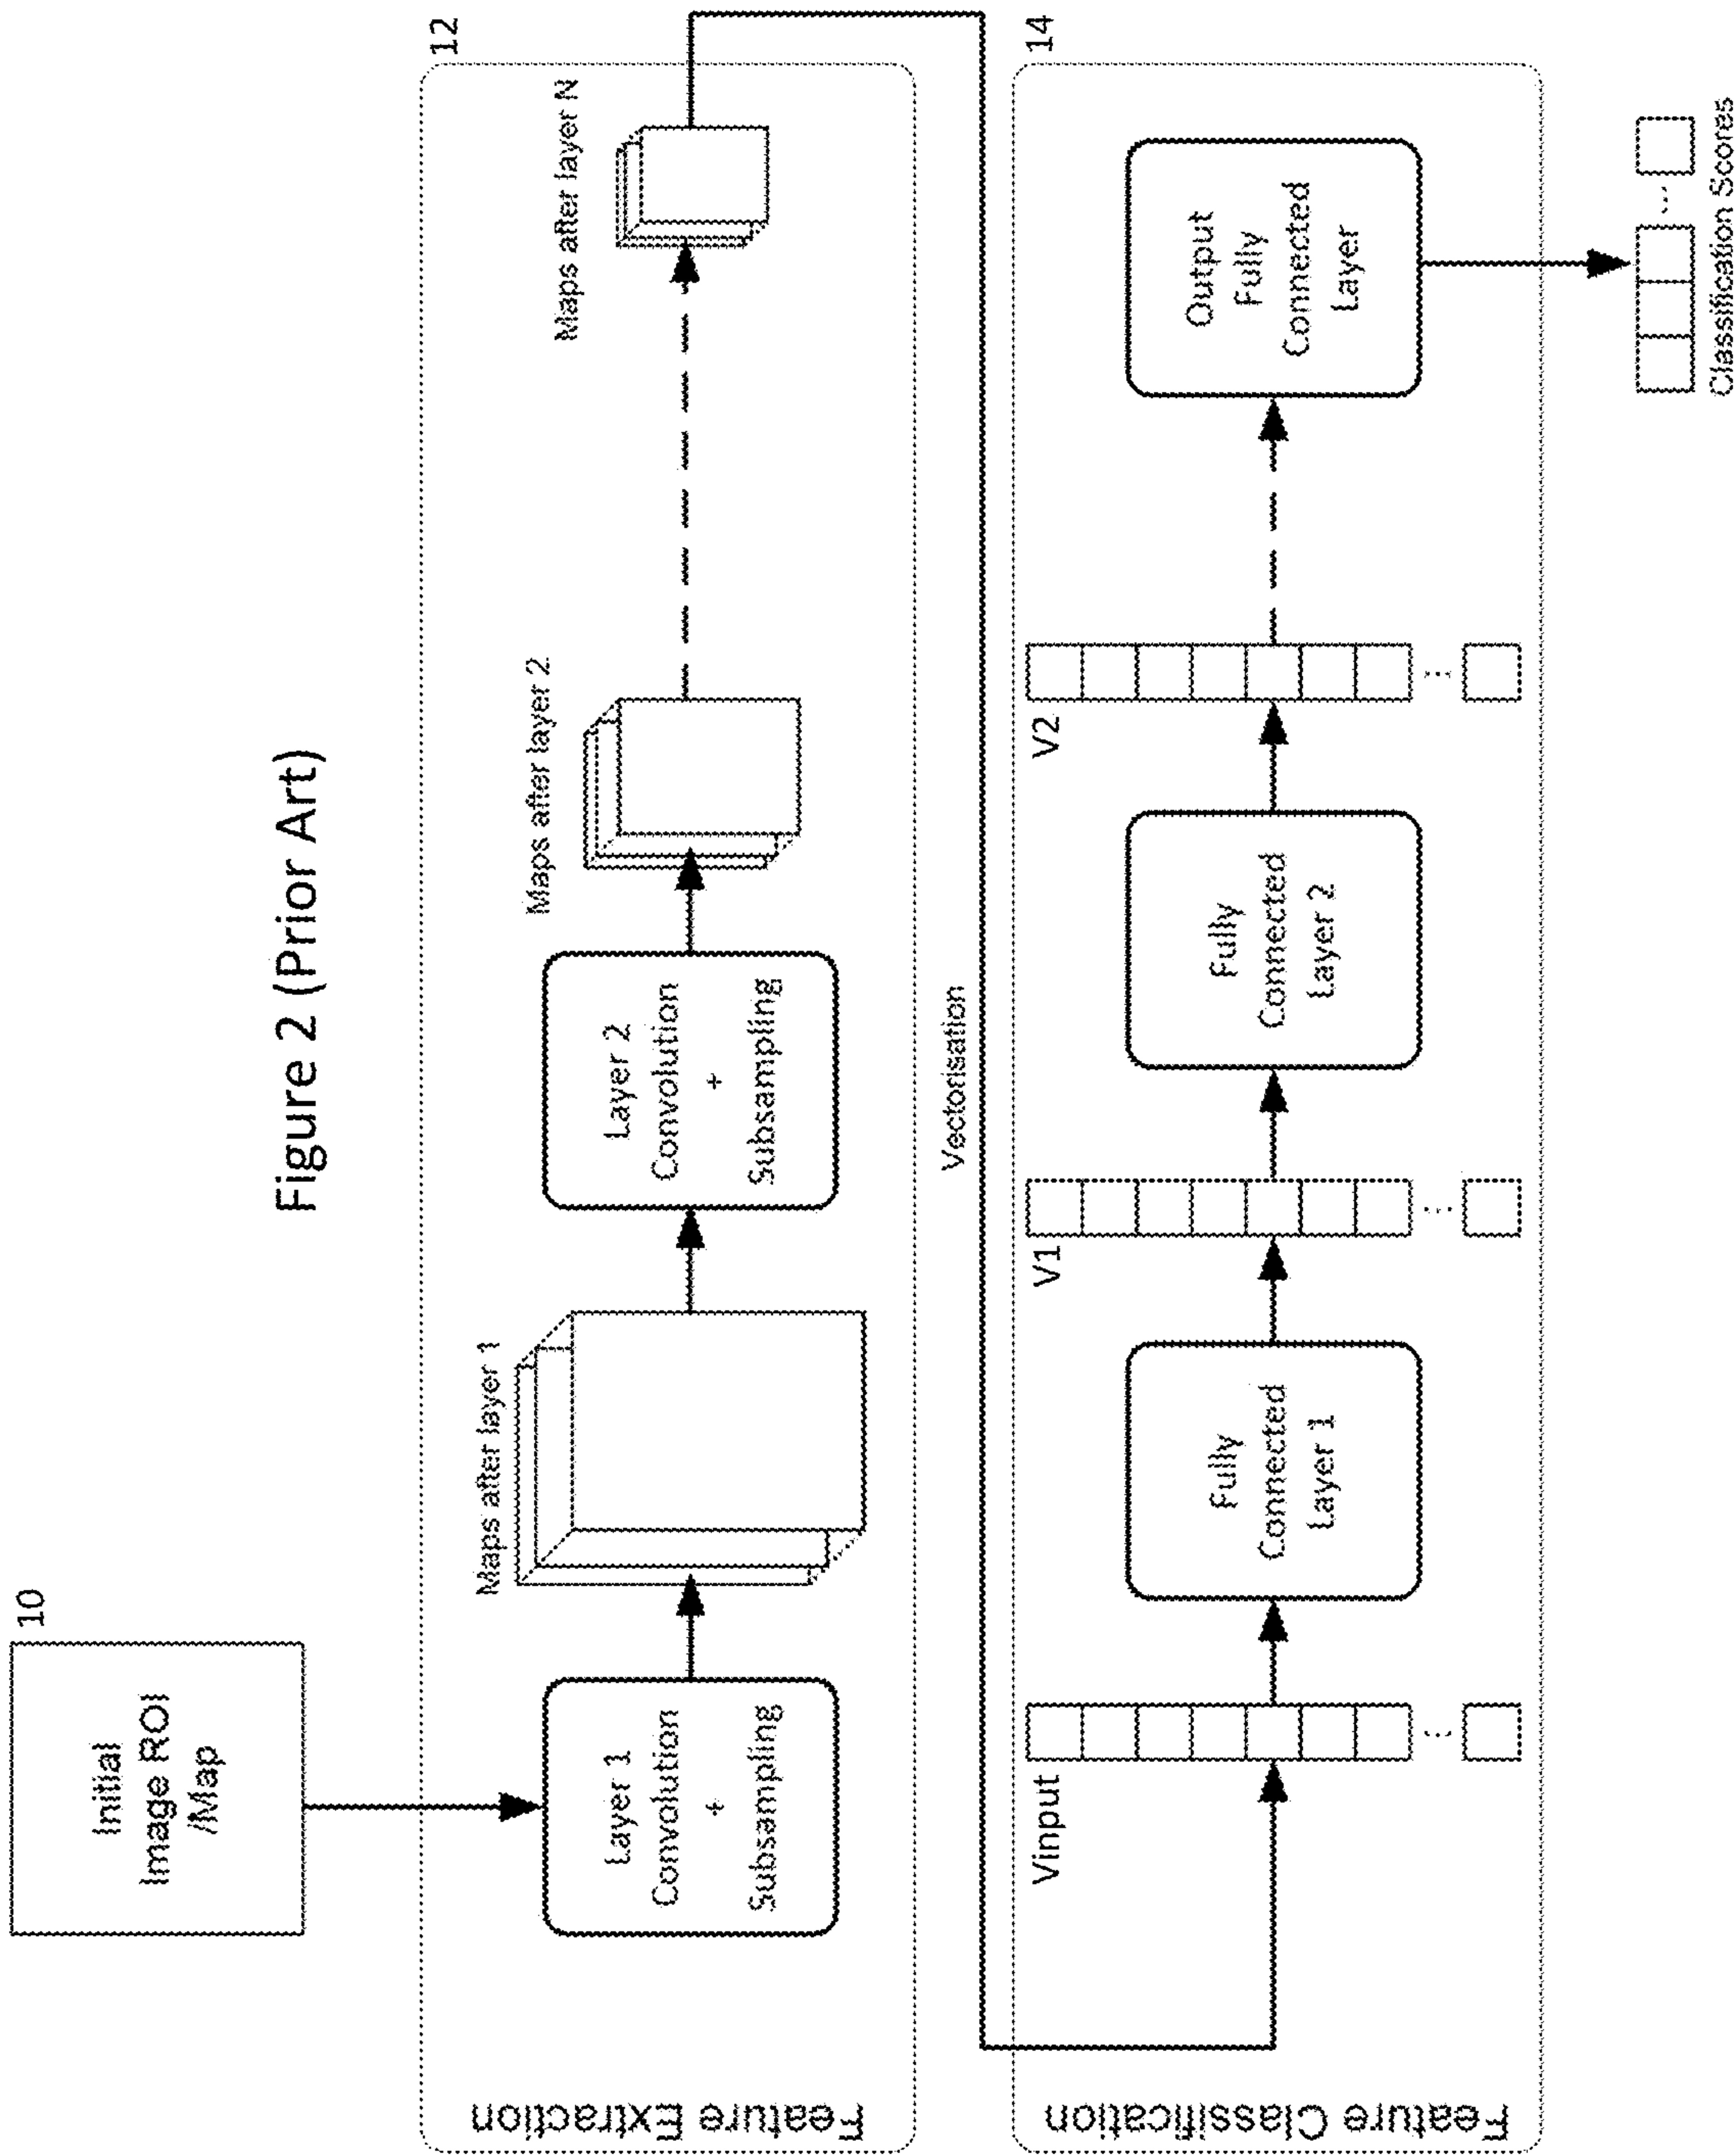 Figure 2 (Prior Art)
10
Initial
Image ROI
/Map
12
Feature Extraction
Layer 1
Convolution
+
Subsampling
Maps after layer 1
Layer 2
Convolution
+
Subsampling
Maps after layer 2
Maps after layer N
Vectorisation
14
Feature Classification
Vinput
Fully
Connected
Layer 1
V1
Fully
Connected
Layer 2
V2
Output
Fully
Connected
Layer
Classification Scores